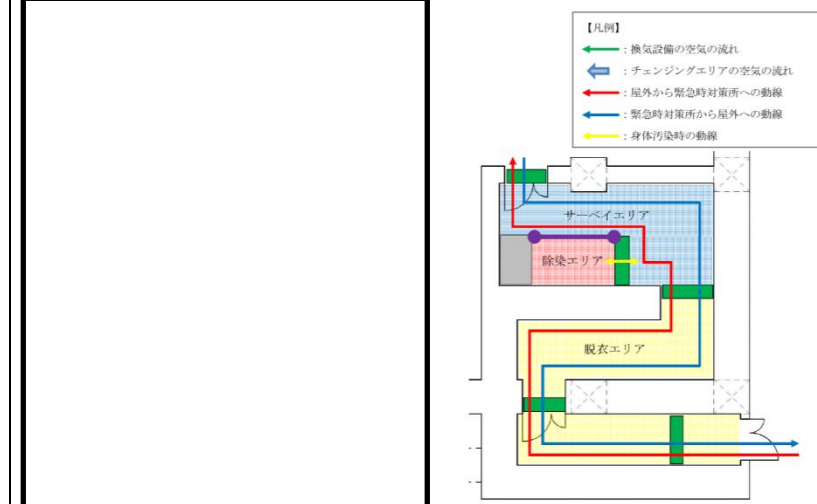 【凡例】
：換気設備の空気の流れ
：チェンジングエリアの空気の流れ
：屋外から緊急時対策所への動線
：緊急時対策所から屋外への動線
：身体汚染時の動線
サーベイエリア
除染エリア
脱衣エリア